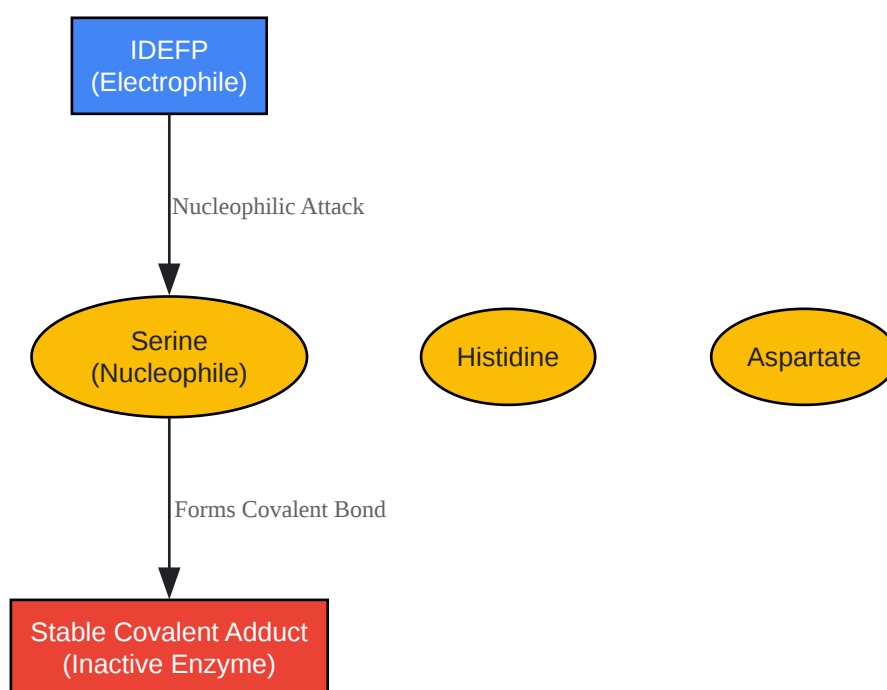 IDEFP
(Electrophile)
Nucleophilic Attack
Serine
(Nucleophile)
Histidine
Aspartate
Forms Covalent Bond
Stable Covalent Adduct
(Inactive Enzyme)